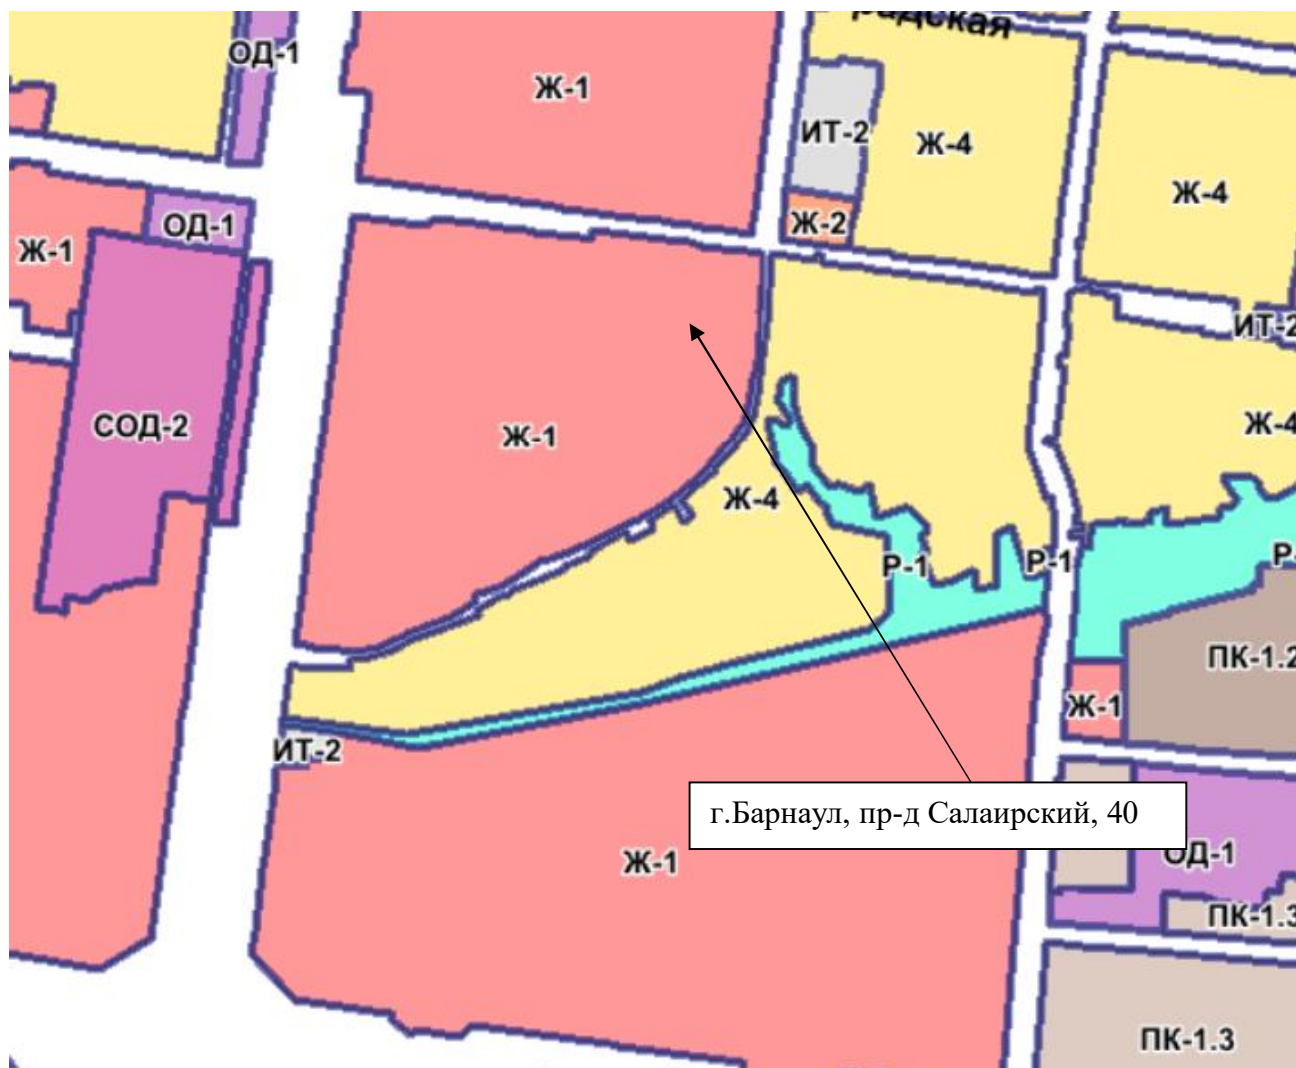 ОД-1
Ж-1
ИТ-2
Ж-4
Ж-4
Ж-2
ОД-1
Ж-1
ИТ-2
СОД-2
Ж-1
Ж-4
Ж-4
Р-1
Р-1
ПК-1.2
Ж-1
ИТ-2
г.Барнаул, пр-д Салаирский, 40
Ж-1
ОД-1
ПК-1.3
ПК-1.3